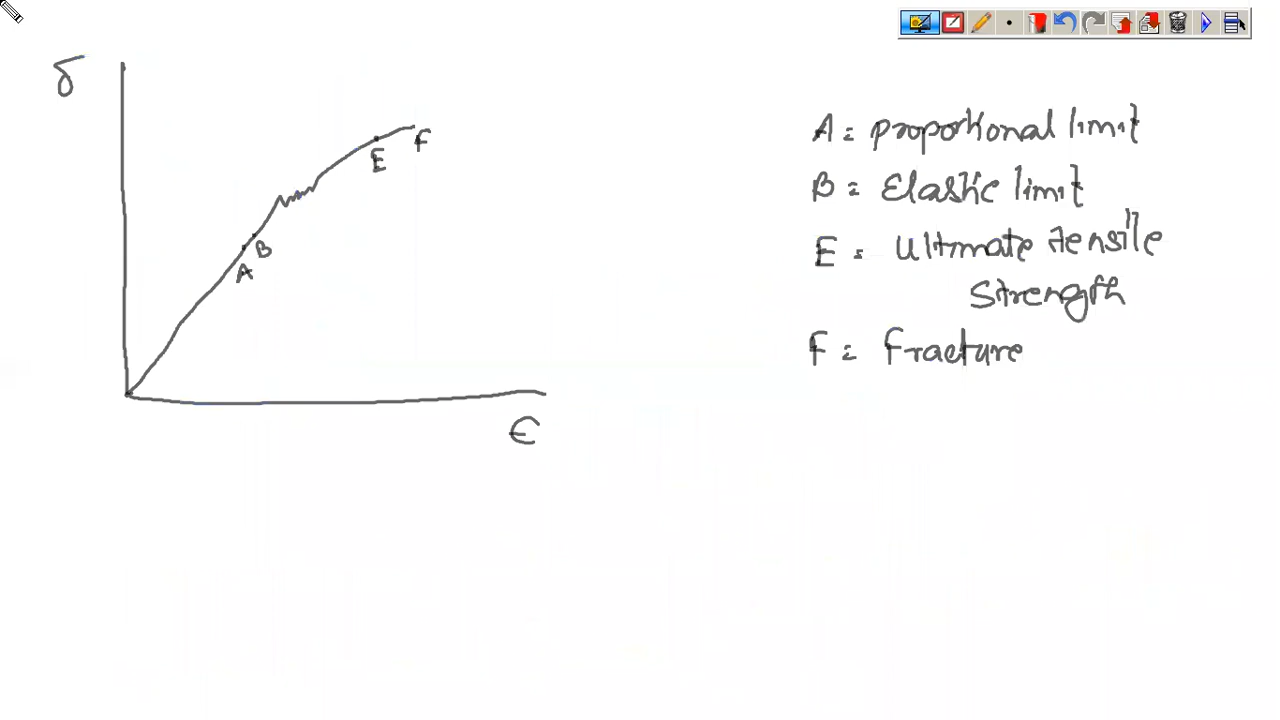 σ
F
E
B
A
ϵ
A = proportional limit
B = Elastic limit
E = Ultimate tensile
strength
F = Fracture